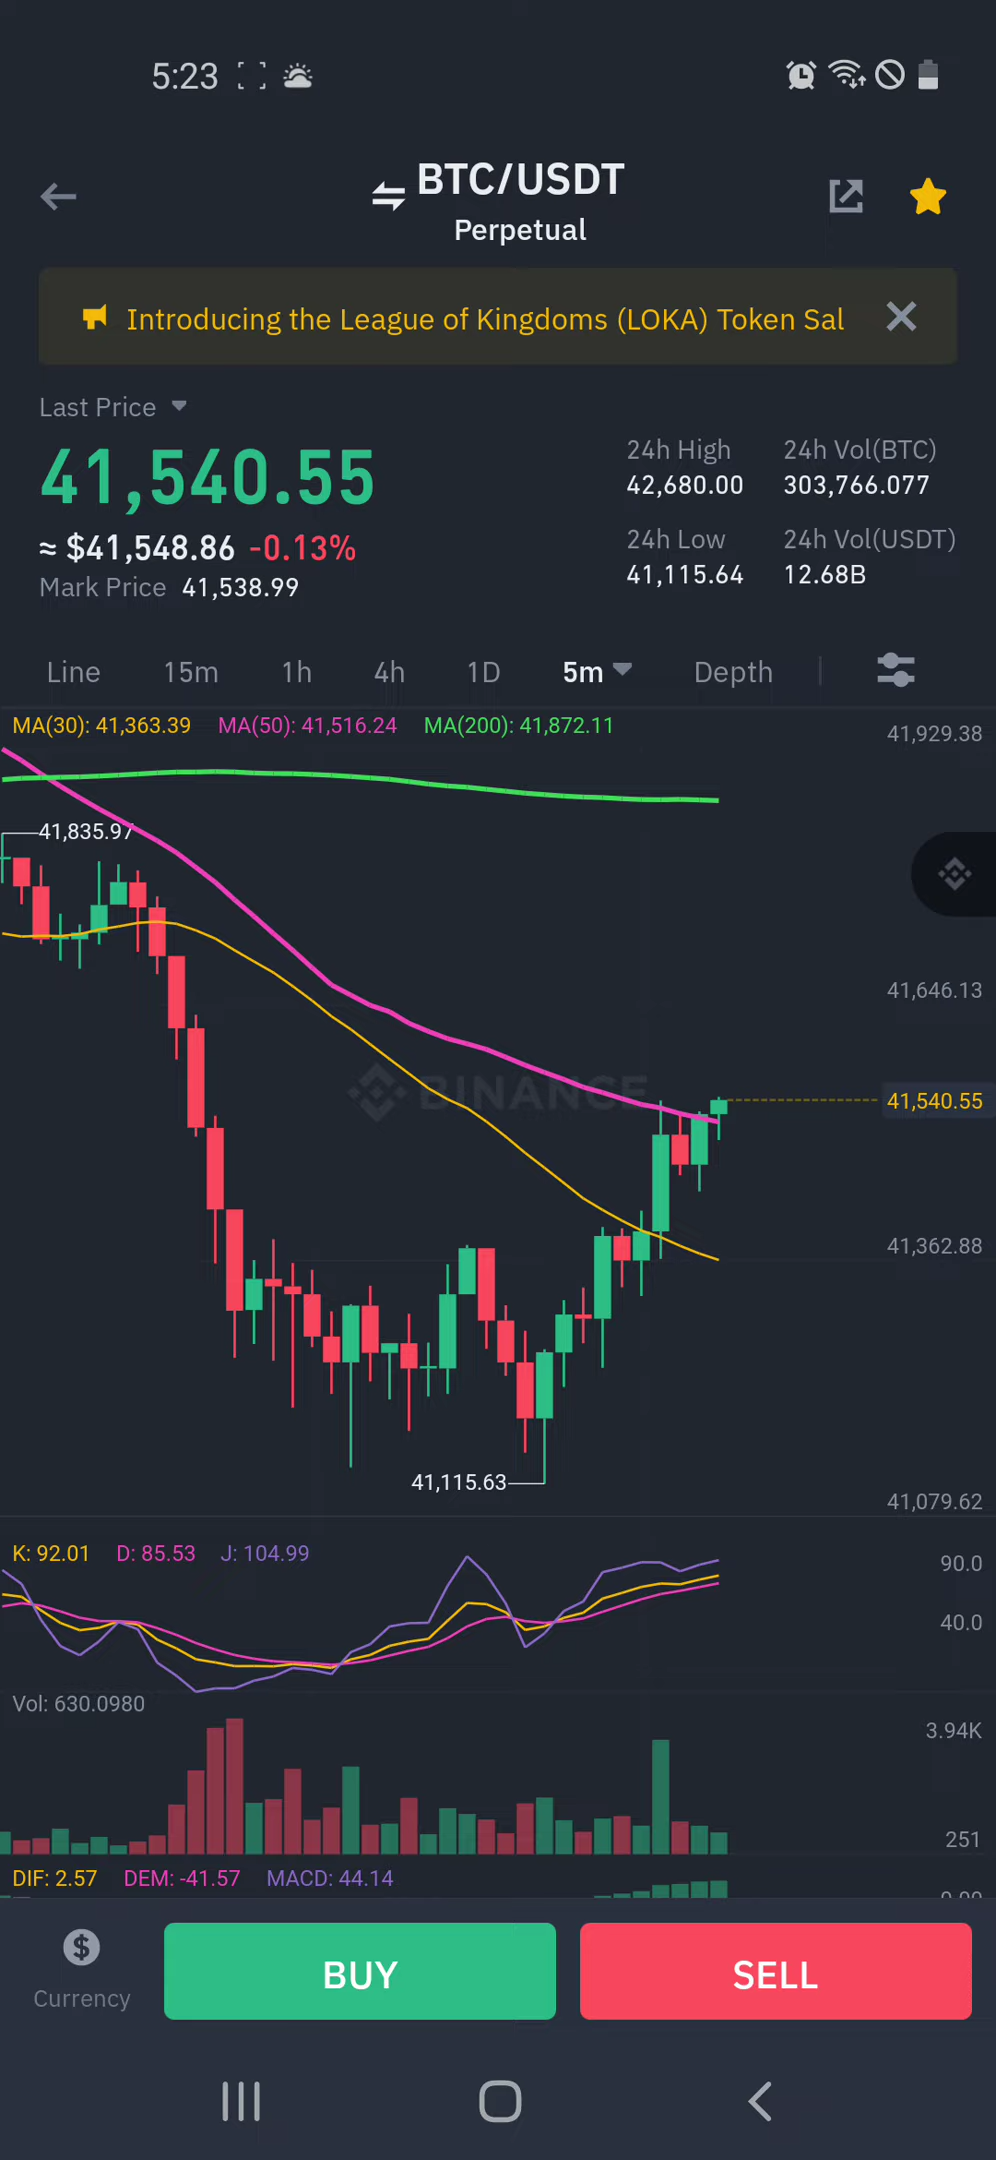 5:23
BTC/USDT
Perpetual
Introducing the League of Kingdoms (LOKA) Token Sal
Last Price
41,540.55
≈ $41,548.86 -0.13%
Mark Price 41,538.99
24h High
42,680.00
24h Vol(BTC)
303,766.077
24h Low
41,115.64
24h Vol(USDT)
12.68B
Line 15m 1h 4h 1D 5m Depth
MA(30): 41,363.39 MA(50): 41,516.24 MA(200): 41,872.11
41,929.38
41,835.97
41,646.13
BINANCE
41,540.55
41,362.88
41,115.63
41,079.62
K: 92.01 D: 85.53 J: 104.99
90.0
40.0
Vol: 630.0980
3.94K
251
DIF: 2.57 DEM: -41.57 MACD: 44.14
Currency
BUY
SELL